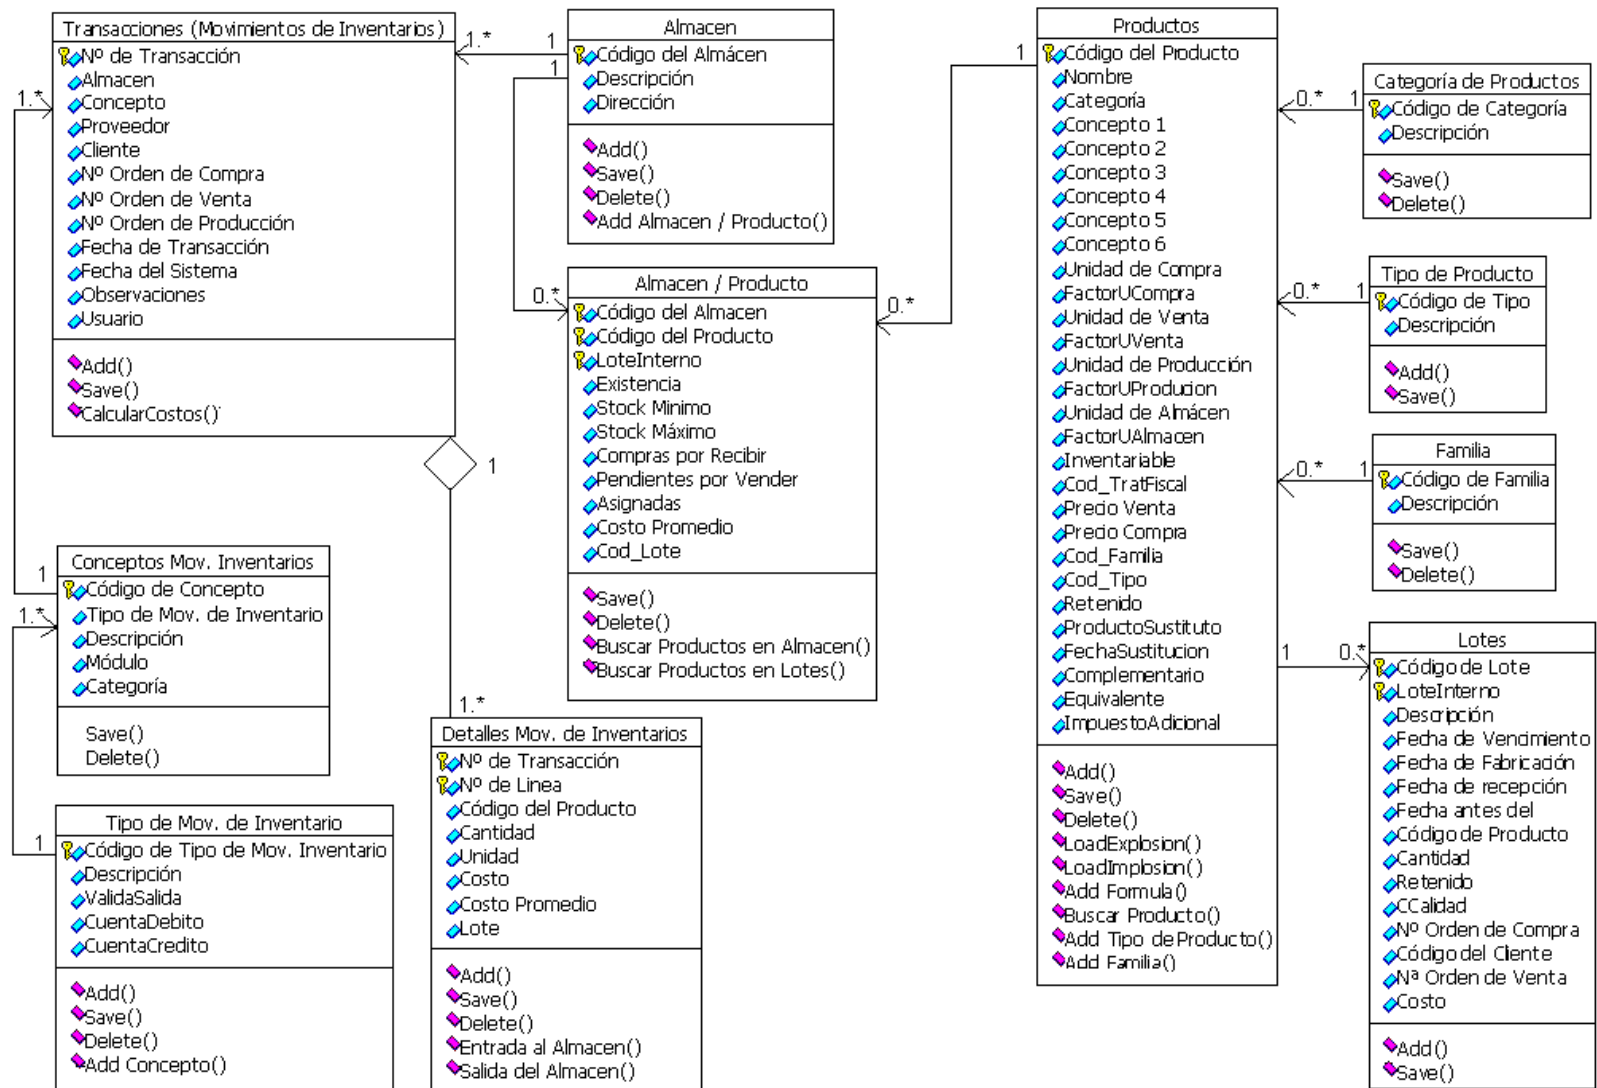 Transacciones (Movimientos de Inventarios)
Nº de Transacción
Almacen
Concepto
Proveedor
Cliente
Nº Orden de Compra
Nº Orden de Venta
Nº Orden de Producción
Fecha de Transacción
Fecha del Sistema
Observaciones
Usuario
Add()
Save()
CalcularCostos()
1.*
1
1
1.*
Almacen
Código del Almácen
Descripción
Dirección
Add()
Save()
Delete()
Add Almacen / Producto()
0.*
Almacen / Producto
Código del Almacen
Código del Producto
LoteInterno
Existencia
Stock Minimo
Stock Máximo
Compras por Recibir
Pendientes por Vender
Asignadas
Costo Promedio
Cod_Lote
Save()
Delete()
Buscar Productos en Almacen()
Buscar Productos en Lotes()
0.*
1
1
Conceptos Mov. Inventarios
Código de Concepto
Tipo de Mov. de Inventario
Descripción
Módulo
Categoría
Save()
Delete()
1
1.*
Tipo de Mov. de Inventario
Código de Tipo de Mov. Inventario
Descripción
ValidaSalida
CuentaDebito
CuentaCredito
Add()
Save()
Delete()
Add Concepto()
1
1.*
Detalles Mov. de Inventarios
Nº de Transacción
Nº de Linea
Código del Producto
Cantidad
Unidad
Costo
Costo Promedio
Lote
Add()
Save()
Delete()
Entrada al Almacen()
Salida del Almacen()
Productos
Código del Producto
Nombre
Categoría
Concepto 1
Concepto 2
Concepto 3
Concepto 4
Concepto 5
Concepto 6
Unidad de Compra
FactorUCompra
Unidad de Venta
FactorUVenta
Unidad de Producción
FactorUProducion
Unidad de Almácen
FactorUAlmacen
Inventariable
Cod_TratFiscal
Precio Venta
Precio Compra
Cod_Familia
Cod_Tipo
Retenido
ProductoSustituto
FechaSustitucion
Complementario
Equivalente
ImpuestoAdicional
Add()
Save()
Delete()
LoadExplosion()
LoadImplosion()
Add Formula()
Buscar Producto()
Add Tipo de Producto()
Add Familia()
0.*
1
Categoría de Productos
Código de Categoría
Descripción
Save()
Delete()
0.*
1
Tipo de Producto
Código de Tipo
Descripción
Add()
Save()
0.*
1
Familia
Código de Familia
Descripción
Save()
Delete()
1
0.*
Lotes
Código de Lote
LoteInterno
Descripción
Fecha de Vencimiento
Fecha de Fabricación
Fecha de recepción
Fecha antes del
Código de Producto
Cantidad
Retenido
CCalidad
Nº Orden de Compra
Código del Cliente
Nª Orden de Venta
Costo
Add()
Save()